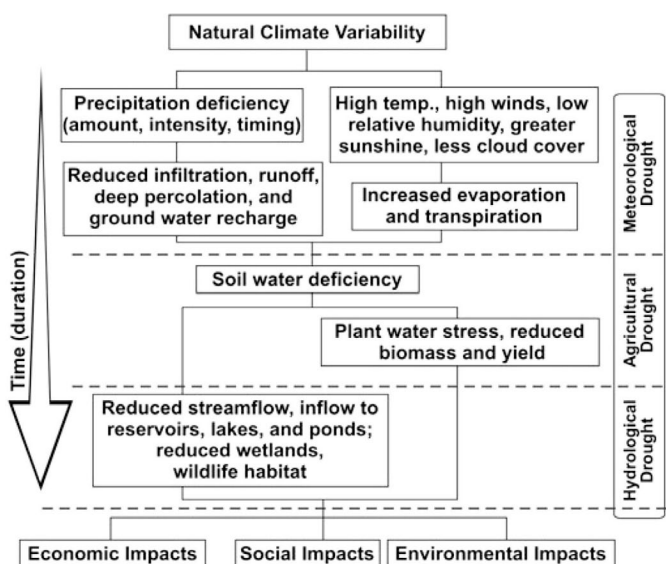 Natural Climate Variability
Precipitation deficiency
(amount, intensity, timing)
High temp., high winds, low
relative humidity, greater
sunshine, less cloud cover
Reduced infiltration, runoff,
deep percolation, and
ground water recharge
Increased evaporation
and transpiration
Meteorological
Drought
Time (duration)
Soil water deficiency
Plant water stress, reduced
biomass and yield
Agricultural
Drought
Reduced streamflow, inflow to
reservoirs, lakes, and ponds;
reduced wetlands,
wildlife habitat
Hydrological
Drought
Economic Impacts
Social Impacts
Environmental Impacts